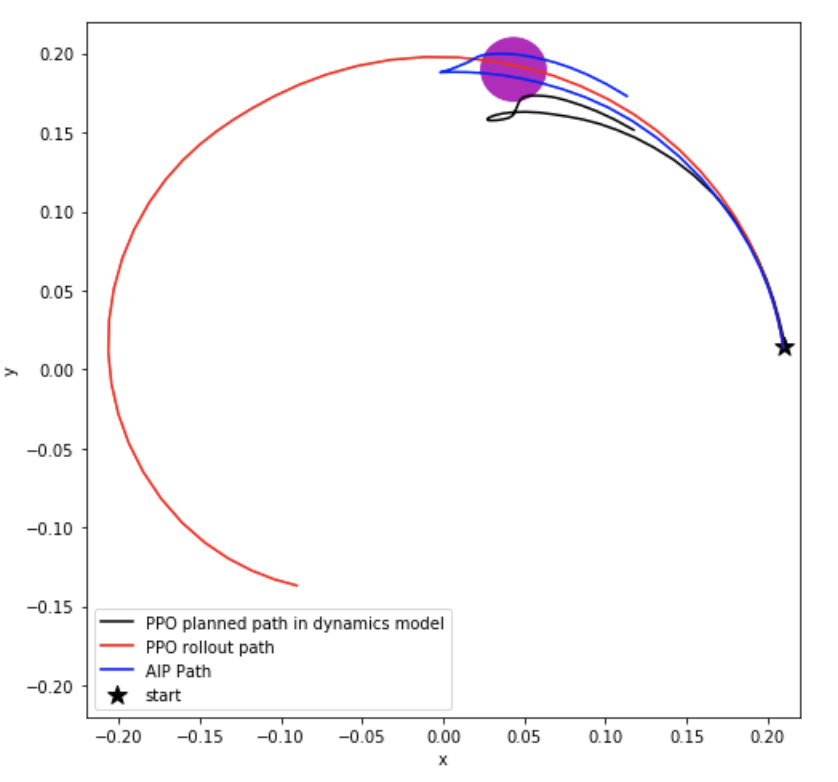 0.20
0.15
0.10
0.05
0.00
−0.05
−0.10
−0.15
−0.20
y
PPO planned path in dynamics model
PPO rollout path
AIP Path
start
−0.20 −0.15 −0.10 −0.05 0.00 0.05 0.10 0.15 0.20
x